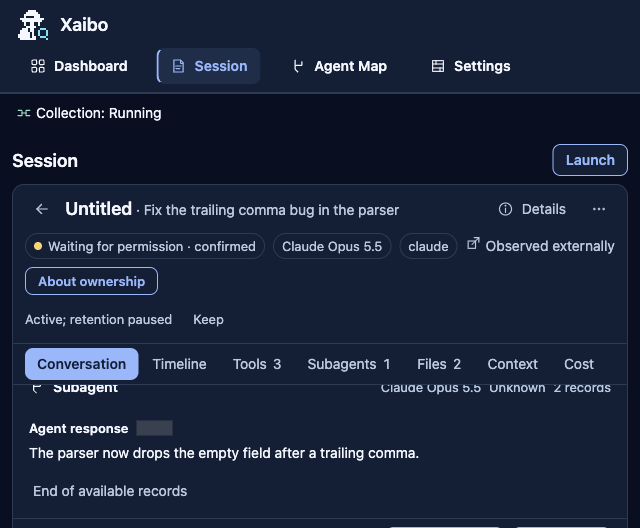 Xaibo
Dashboard Session Agent Map Settings
Collection: Running
Session Launch
Untitled · Fix the trailing comma bug in the parser Details ...
Waiting for permission · confirmed Claude Opus 5.5 claude Observed externally
About ownership
Active; retention paused Keep
Conversation Timeline Tools 3 Subagents 1 Files 2 Context Cost
Subagent Claude Opus 5.5 Unknown 2 records
Agent response
The parser now drops the empty field after a trailing comma.
End of available records